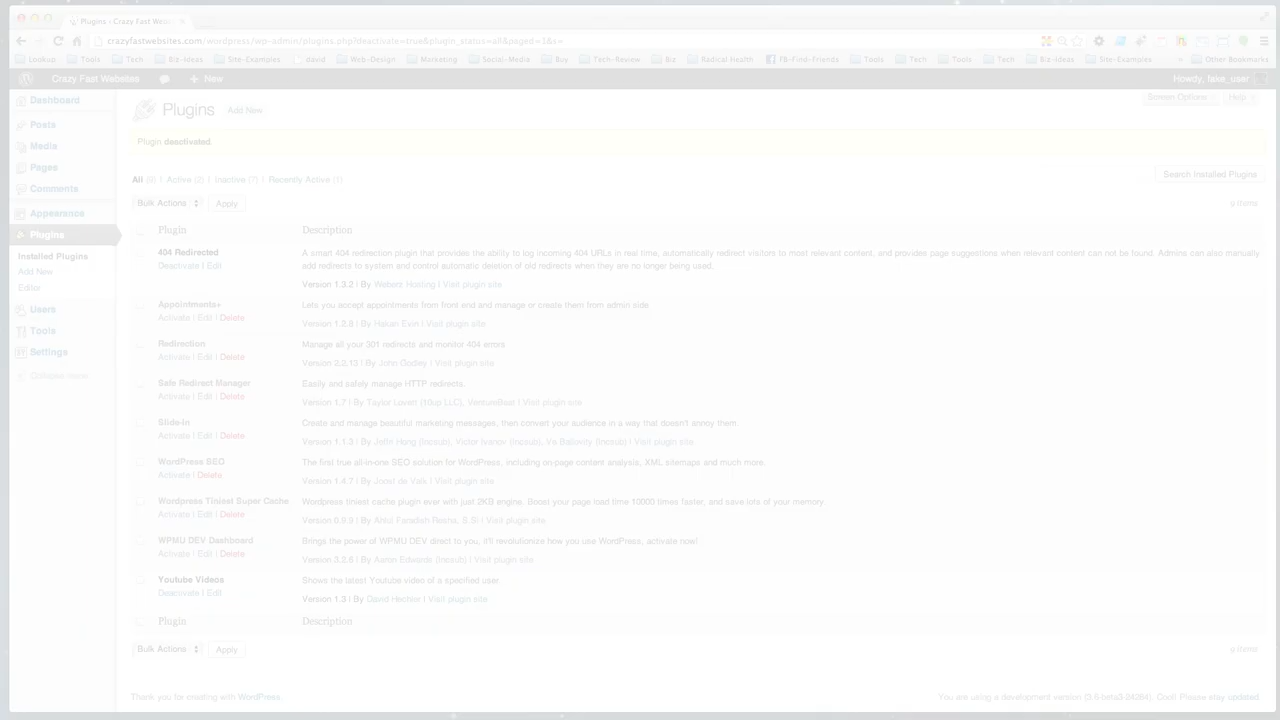 Plugins ‹ Crazy Fast Web
crazyfastwebsites.com/wordpress/wp-admin/plugins.php?deactivate=true&plugin_status=all&paged=1&s=
Lookup Tools Tech Biz-Ideas Site-Examples david Web-Design Marketing Social-Media Buy Tech-Review Biz Radical Health FB-Find-Friends Tools Tech Tools Tech Biz-Ideas Site-Examples » Other Bookmarks
Crazy Fast Websites + New Howdy, fake_user
Dashboard
Posts
Media
Pages
Comments
Appearance
Plugins
Installed Plugins
Add New
Editor
Users
Tools
Settings
Collapse menu
Screen Options Help
Plugins Add New
Plugin deactivated.
All (9) | Active (2) | Inactive (7) | Recently Active (1)
Search Installed Plugins
Bulk Actions Apply 9 items
Plugin Description
404 Redirected
Deactivate | Edit
A smart 404 redirection plugin that provides the ability to log incoming 404 URLs in real time, automatically redirect visitors to most relevant content, and provides page suggestions when relevant content can not be found. Admins can also manually
add redirects to system and control automatic deletion of old redirects when they are no longer being used.
Version 1.3.2 | By Weberz Hosting | Visit plugin site
Appointments+
Activate | Edit | Delete
Lets you accept appointments from front end and manage or create them from admin side
Version 1.2.8 | By Hakan Evin | Visit plugin site
Redirection
Activate | Edit | Delete
Manage all your 301 redirects and monitor 404 errors
Version 2.2.13 | By John Godley | Visit plugin site
Safe Redirect Manager
Activate | Edit | Delete
Easily and safely manage HTTP redirects.
Version 1.7 | By Taylor Lovett (10up LLC), VentureBeat | Visit plugin site
Slide-In
Activate | Edit | Delete
Create and manage beautiful marketing messages, then convert your audience in a way that doesn't annoy them
Version 1.1.3 | By Jeffri Hong (Incsub), Victor Ivanov (Incsub), Ve Bailovity (Incsub) | Visit plugin site.
WordPress SEO
Activate | Delete
The first true all-in-one SEO solution for WordPress, including on-page content analysis, XML sitemaps and much more.
Version 1.4.7 | By Joost de Valk | Visit plugin site
Wordpress Tiniest Super Cache
Activate | Edit | Delete
Wordpress tiniest cache plugin ever with just 2KB engine. Boost your page load time 10000 times faster, and save lots of your memory.
Version 0.9.9 | By | Visit plugin site
WPMU DEV Dashboard
Activate | Edit | Delete
Brings the power of WPMU DEV direct to you, it'll revolutionize how you use WordPress, activate now!
Version 3.2.6 | By Aaron Edwards (Incsub) | Visit plugin site
Youtube Videos
Deactivate | Edit
Shows the latest Youtube video of a specified user
Version 1.3 | By David Hechler | Visit plugin site
Plugin Description
Bulk Actions Apply 9 items
Thank you for creating with WordPress. You are using a development version (3.6-beta3-24264). Cool! Please stay updated.